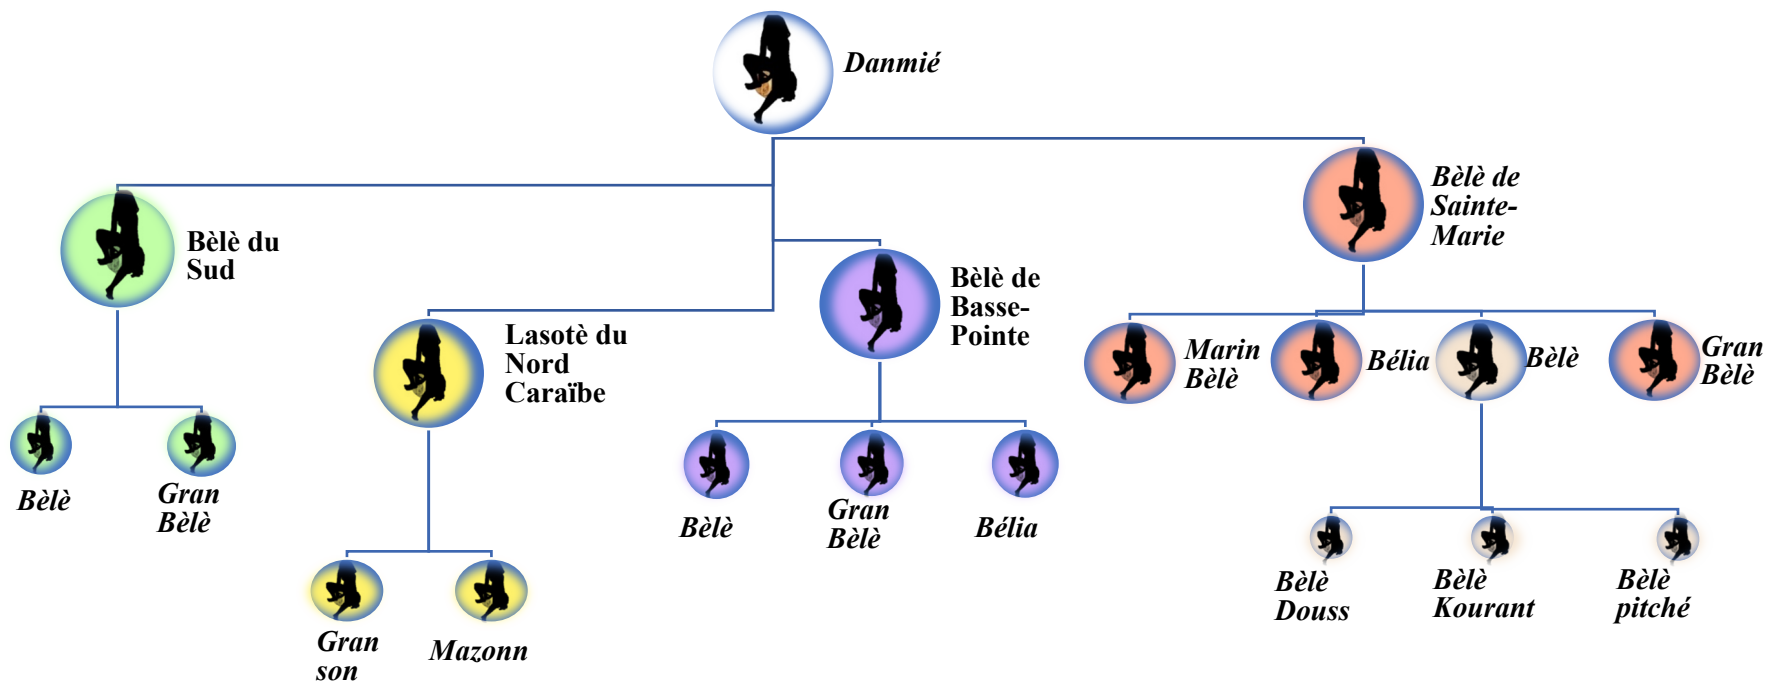 Danmié
Bèlè du
Sud
Lasotè du
Nord
Caraïbe
Bèlè de
Basse-
Pointe
Bèlè de
Sainte-
Marie
Marin
Bèlè
Bélia
Bèlè
Gran
Bèlè
Bèlè
Gran
Bèlè
Gran
son
Mazonn
Bèlè
Gran
Bèlè
Bélia
Bèlè
Douss
Bèlè
Kourant
Bèlè
pitché